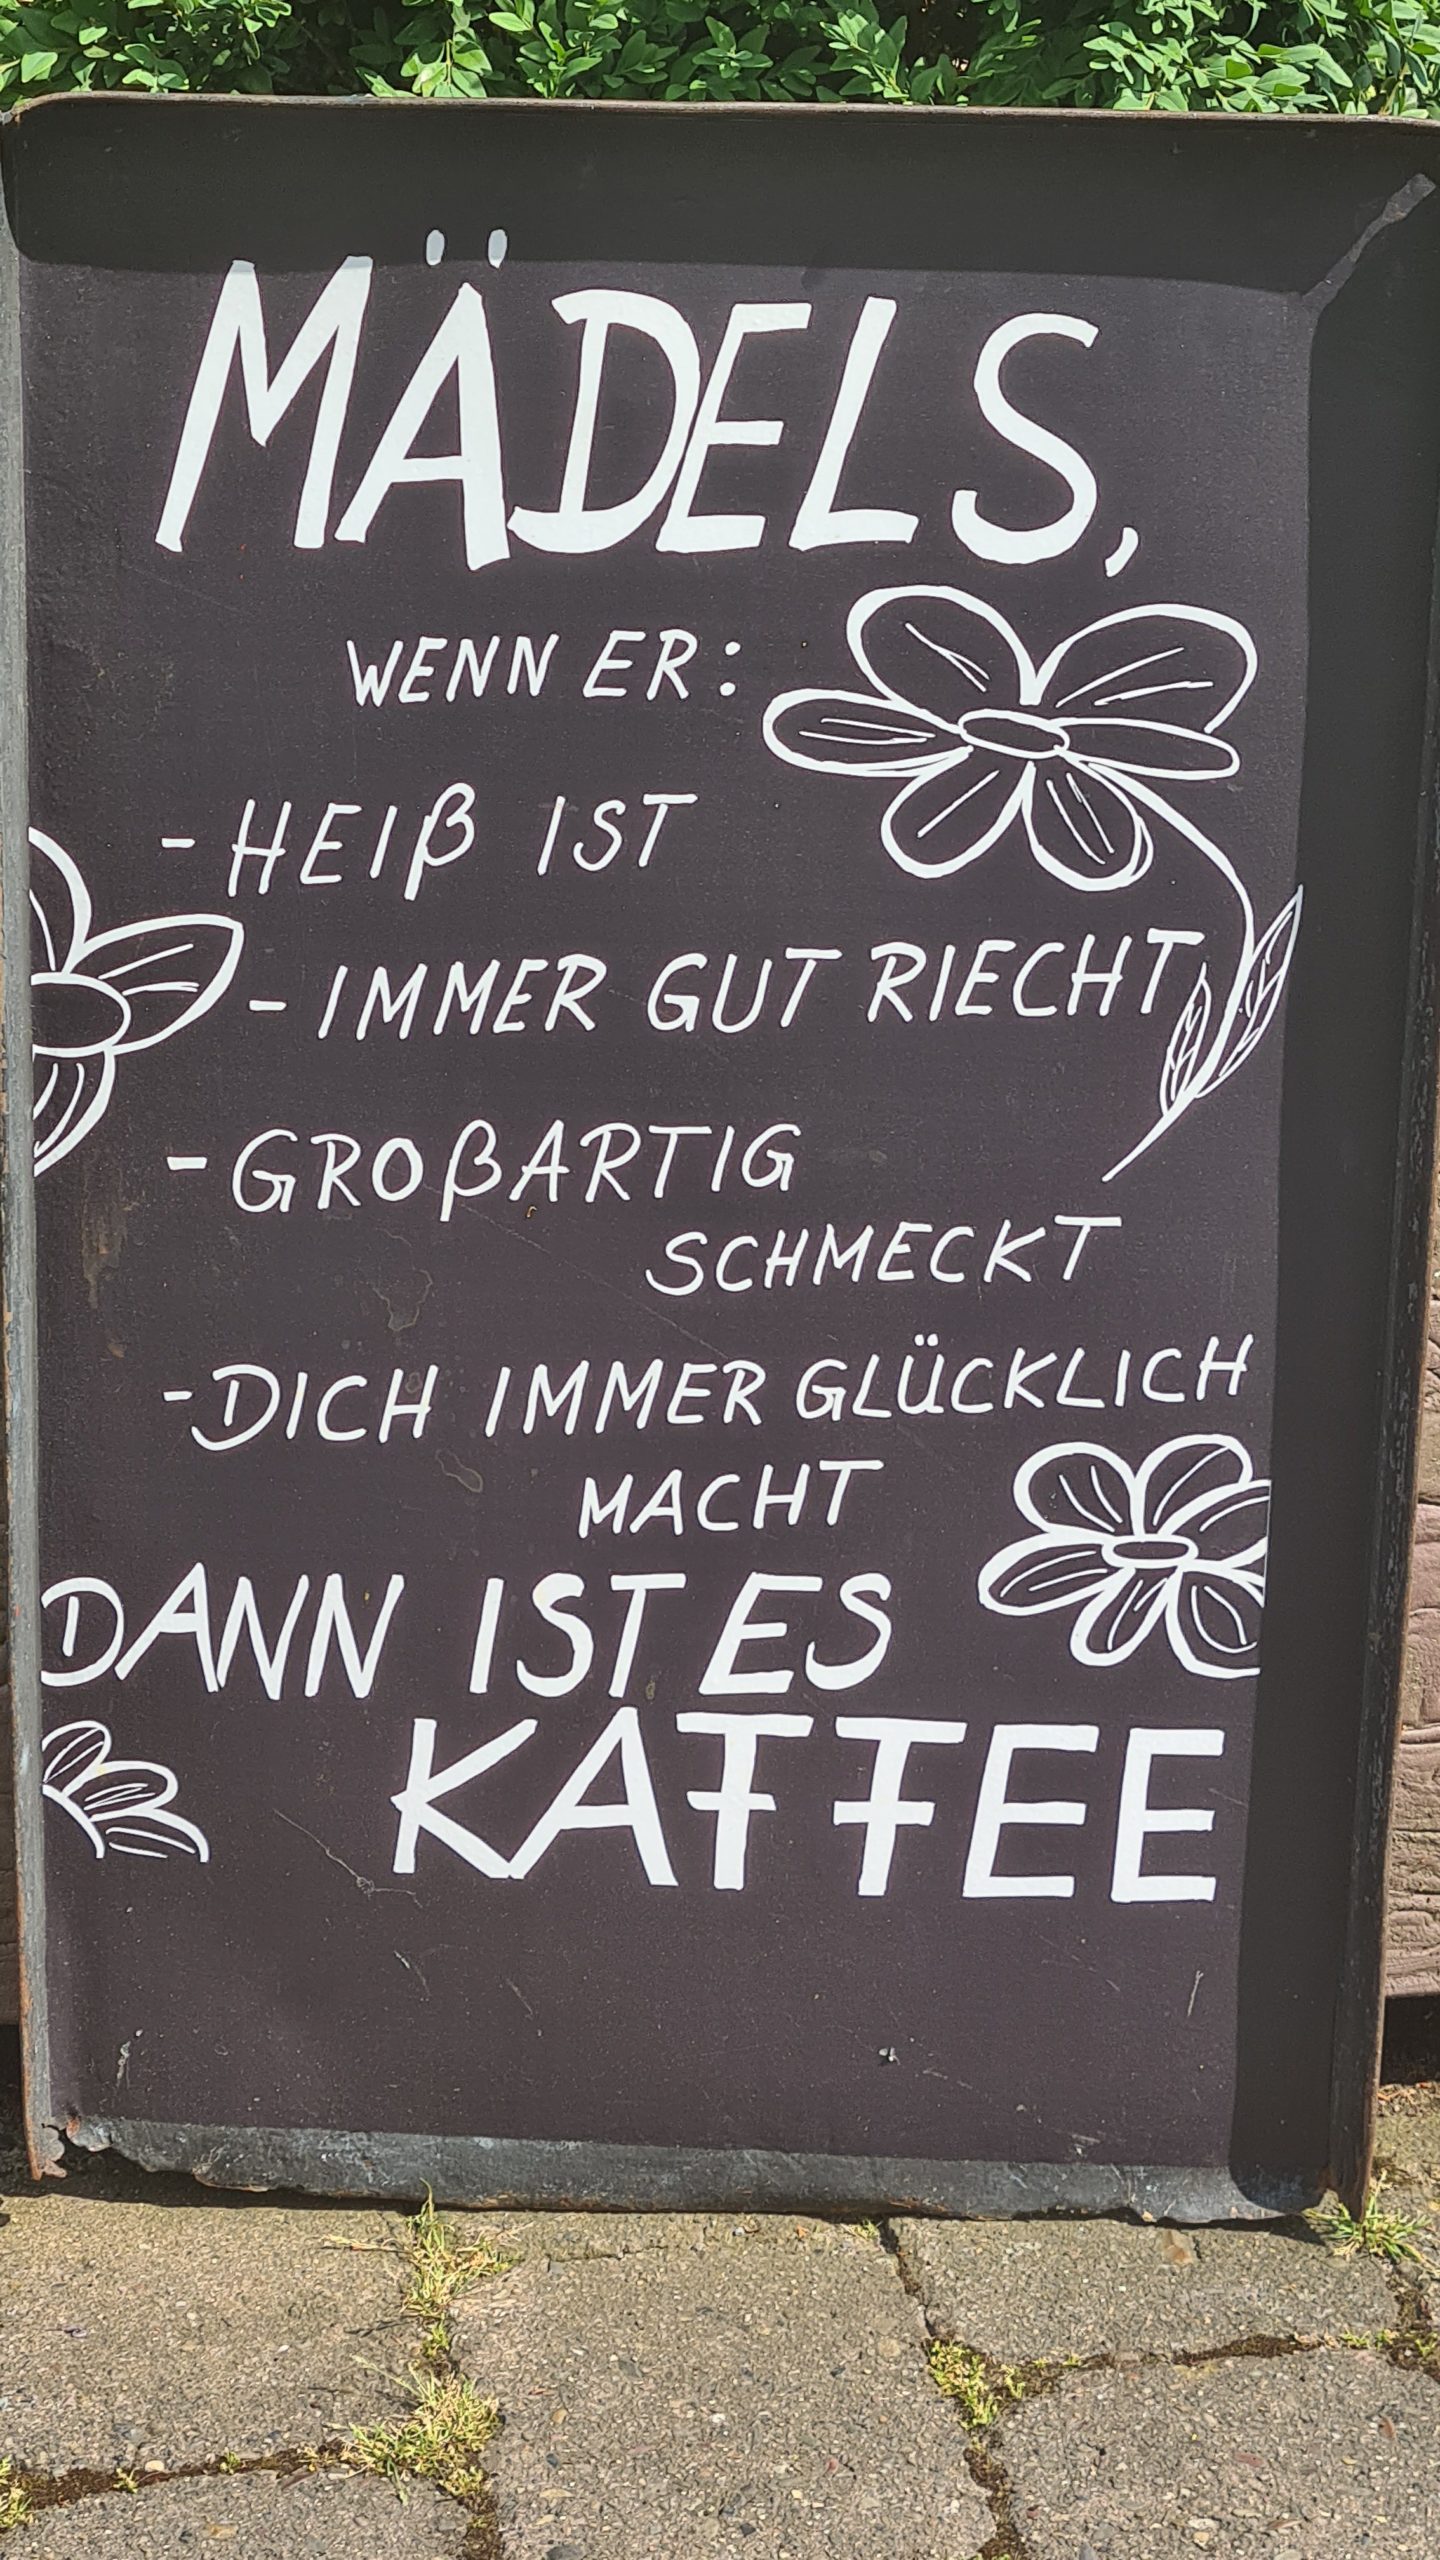 MÄDELS,
WENN ER:
- HEIß IST
- IMMER GUT RIECHT
- GROßARTIG
SCHMECKT
- DICH IMMER GLÜCKLICH
MACHT
DANN IST ES
KAFFEE